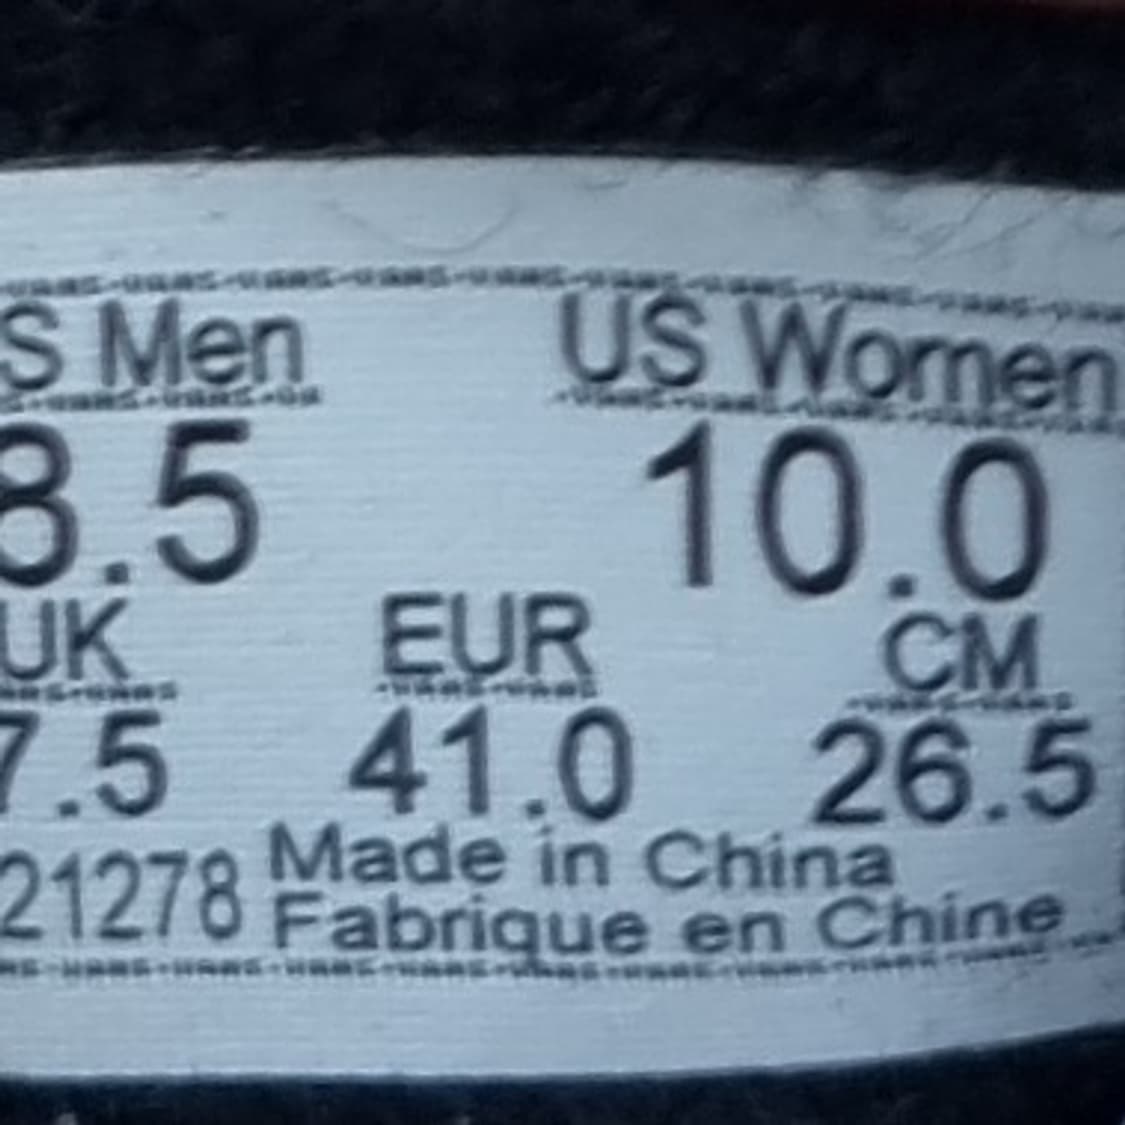 S Men US Women
8.5 10.0
UK EUR CM
7.5 41.0 26.5
21278 Made in China
Fabrique en Chine